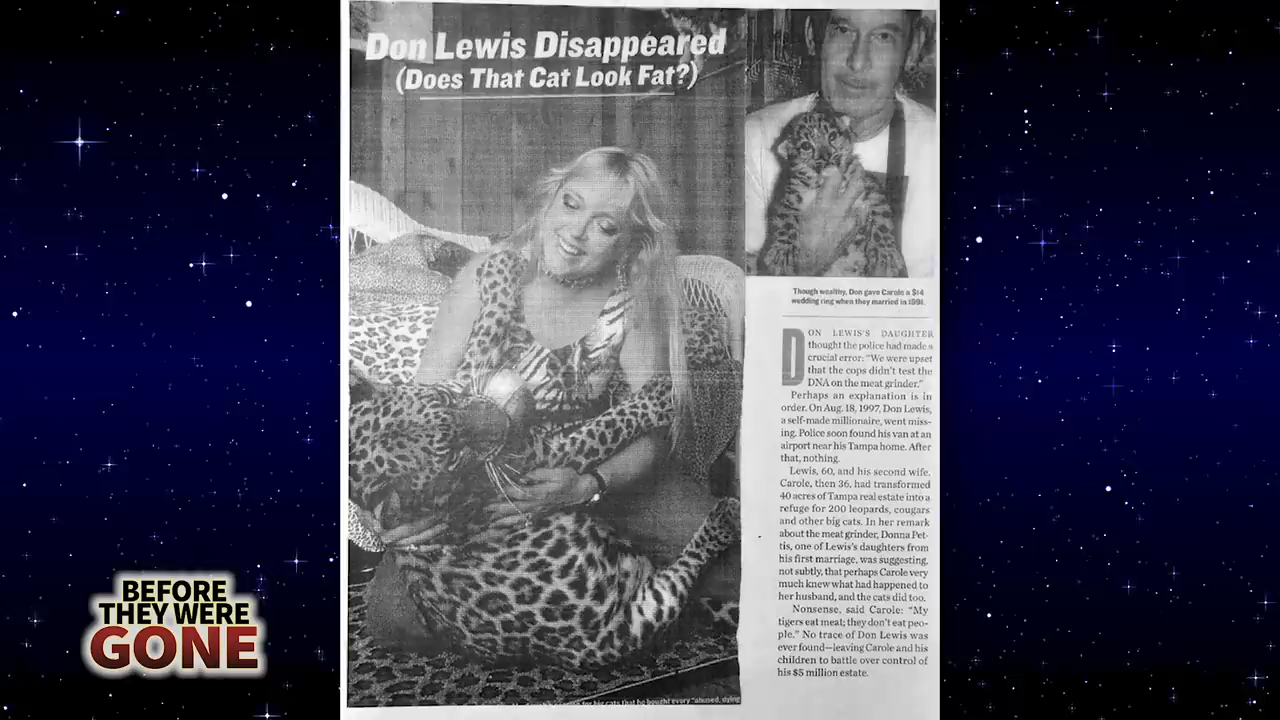 Don Lewis Disappeared
(Does That Cat Look Fat?)
Though wealthy, Don gave Carole a $14
wedding ring when they married in 1991.
DON LEWIS'S DAUGHTER
thought the police had made a
crucial error: "We were upset
that the cops didn't test the
DNA on the meat grinder."
Perhaps an explanation is in
order. On Aug. 18, 1997, Don Lewis,
a self-made millionaire, went miss-
ing. Police soon found his van at an
airport near his Tampa home. After
that, nothing.
Lewis, 60, and his second wife,
Carole, then 36, had transformed
40 acres of Tampa real estate into a
refuge for 200 leopards, cougars
and other big cats. In her remark
about the meat grinder, Donna Pet-
tis, one of Lewis's daughters from
his first marriage, was suggesting,
not subtly, that perhaps Carole very
much knew what had happened to
her husband, and the cats did too.
Nonsense, said Carole: "My
tigers eat meat; they don't eat peo-
ple." No trace of Don Lewis was
ever found—leaving Carole and his
children to battle over control of
his $5 million estate.
for big cats that he bought every "abused, dying
BEFORE
THEY WERE
GONE